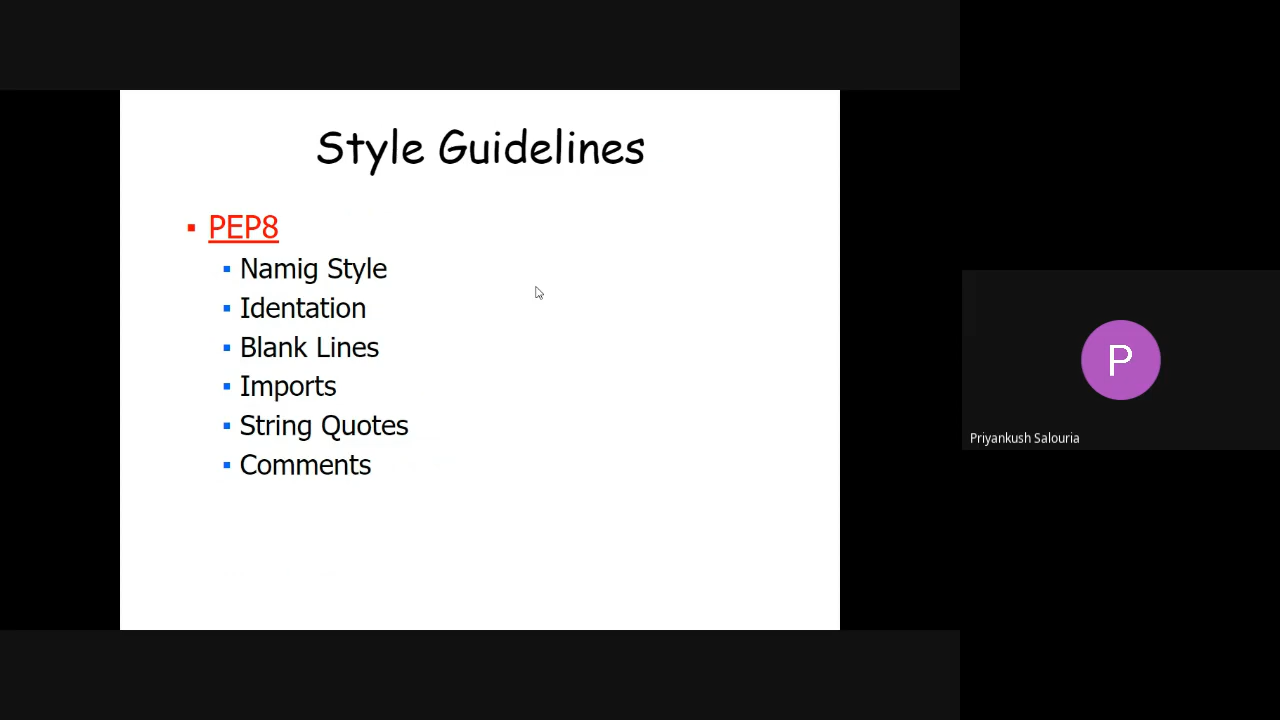 Style Guidelines
PEP8
Namig Style
Identation
Blank Lines
Imports
String Quotes
Comments
P
Priyankush Salouria